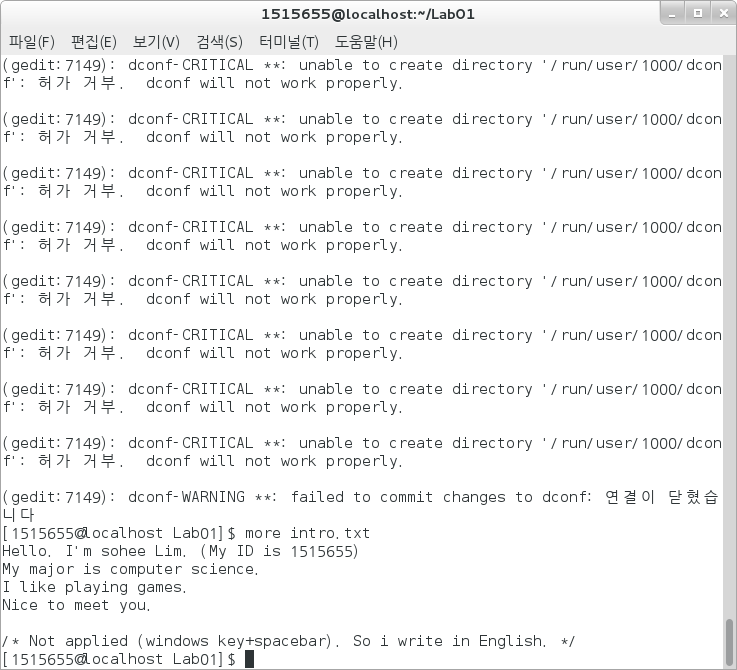 1515655@localhost:~/Lab01
파일(F) 편집(E) 보기(V) 검색(S) 터미널(T) 도움말(H)
(gedit:7149): dconf-CRITICAL **: unable to create directory '/run/user/1000/dcon
f': 허가 거부.  dconf will not work properly.
(gedit:7149): dconf-CRITICAL **: unable to create directory '/run/user/1000/dcon
f': 허가 거부.  dconf will not work properly.
(gedit:7149): dconf-CRITICAL **: unable to create directory '/run/user/1000/dcon
f': 허가 거부.  dconf will not work properly.
(gedit:7149): dconf-CRITICAL **: unable to create directory '/run/user/1000/dcon
f': 허가 거부.  dconf will not work properly.
(gedit:7149): dconf-CRITICAL **: unable to create directory '/run/user/1000/dcon
f': 허가 거부.  dconf will not work properly.
(gedit:7149): dconf-CRITICAL **: unable to create directory '/run/user/1000/dcon
f': 허가 거부.  dconf will not work properly.
(gedit:7149): dconf-CRITICAL **: unable to create directory '/run/user/1000/dcon
f': 허가 거부.  dconf will not work properly.
(gedit:7149): dconf-CRITICAL **: unable to create directory '/run/user/1000/dcon
f': 허가 거부.  dconf will not work properly.
(gedit:7149): dconf-WARNING **: failed to commit changes to dconf: 연결이 닫혔습
니다
[1515655@localhost Lab01]$ more intro.txt
Hello. I'm sohee Lim. (My ID is 1515655)
My major is computer science.
I like playing games.
Nice to meet you.
/* Not applied (windows key+spacebar). So i write in English. */
[1515655@localhost Lab01]$